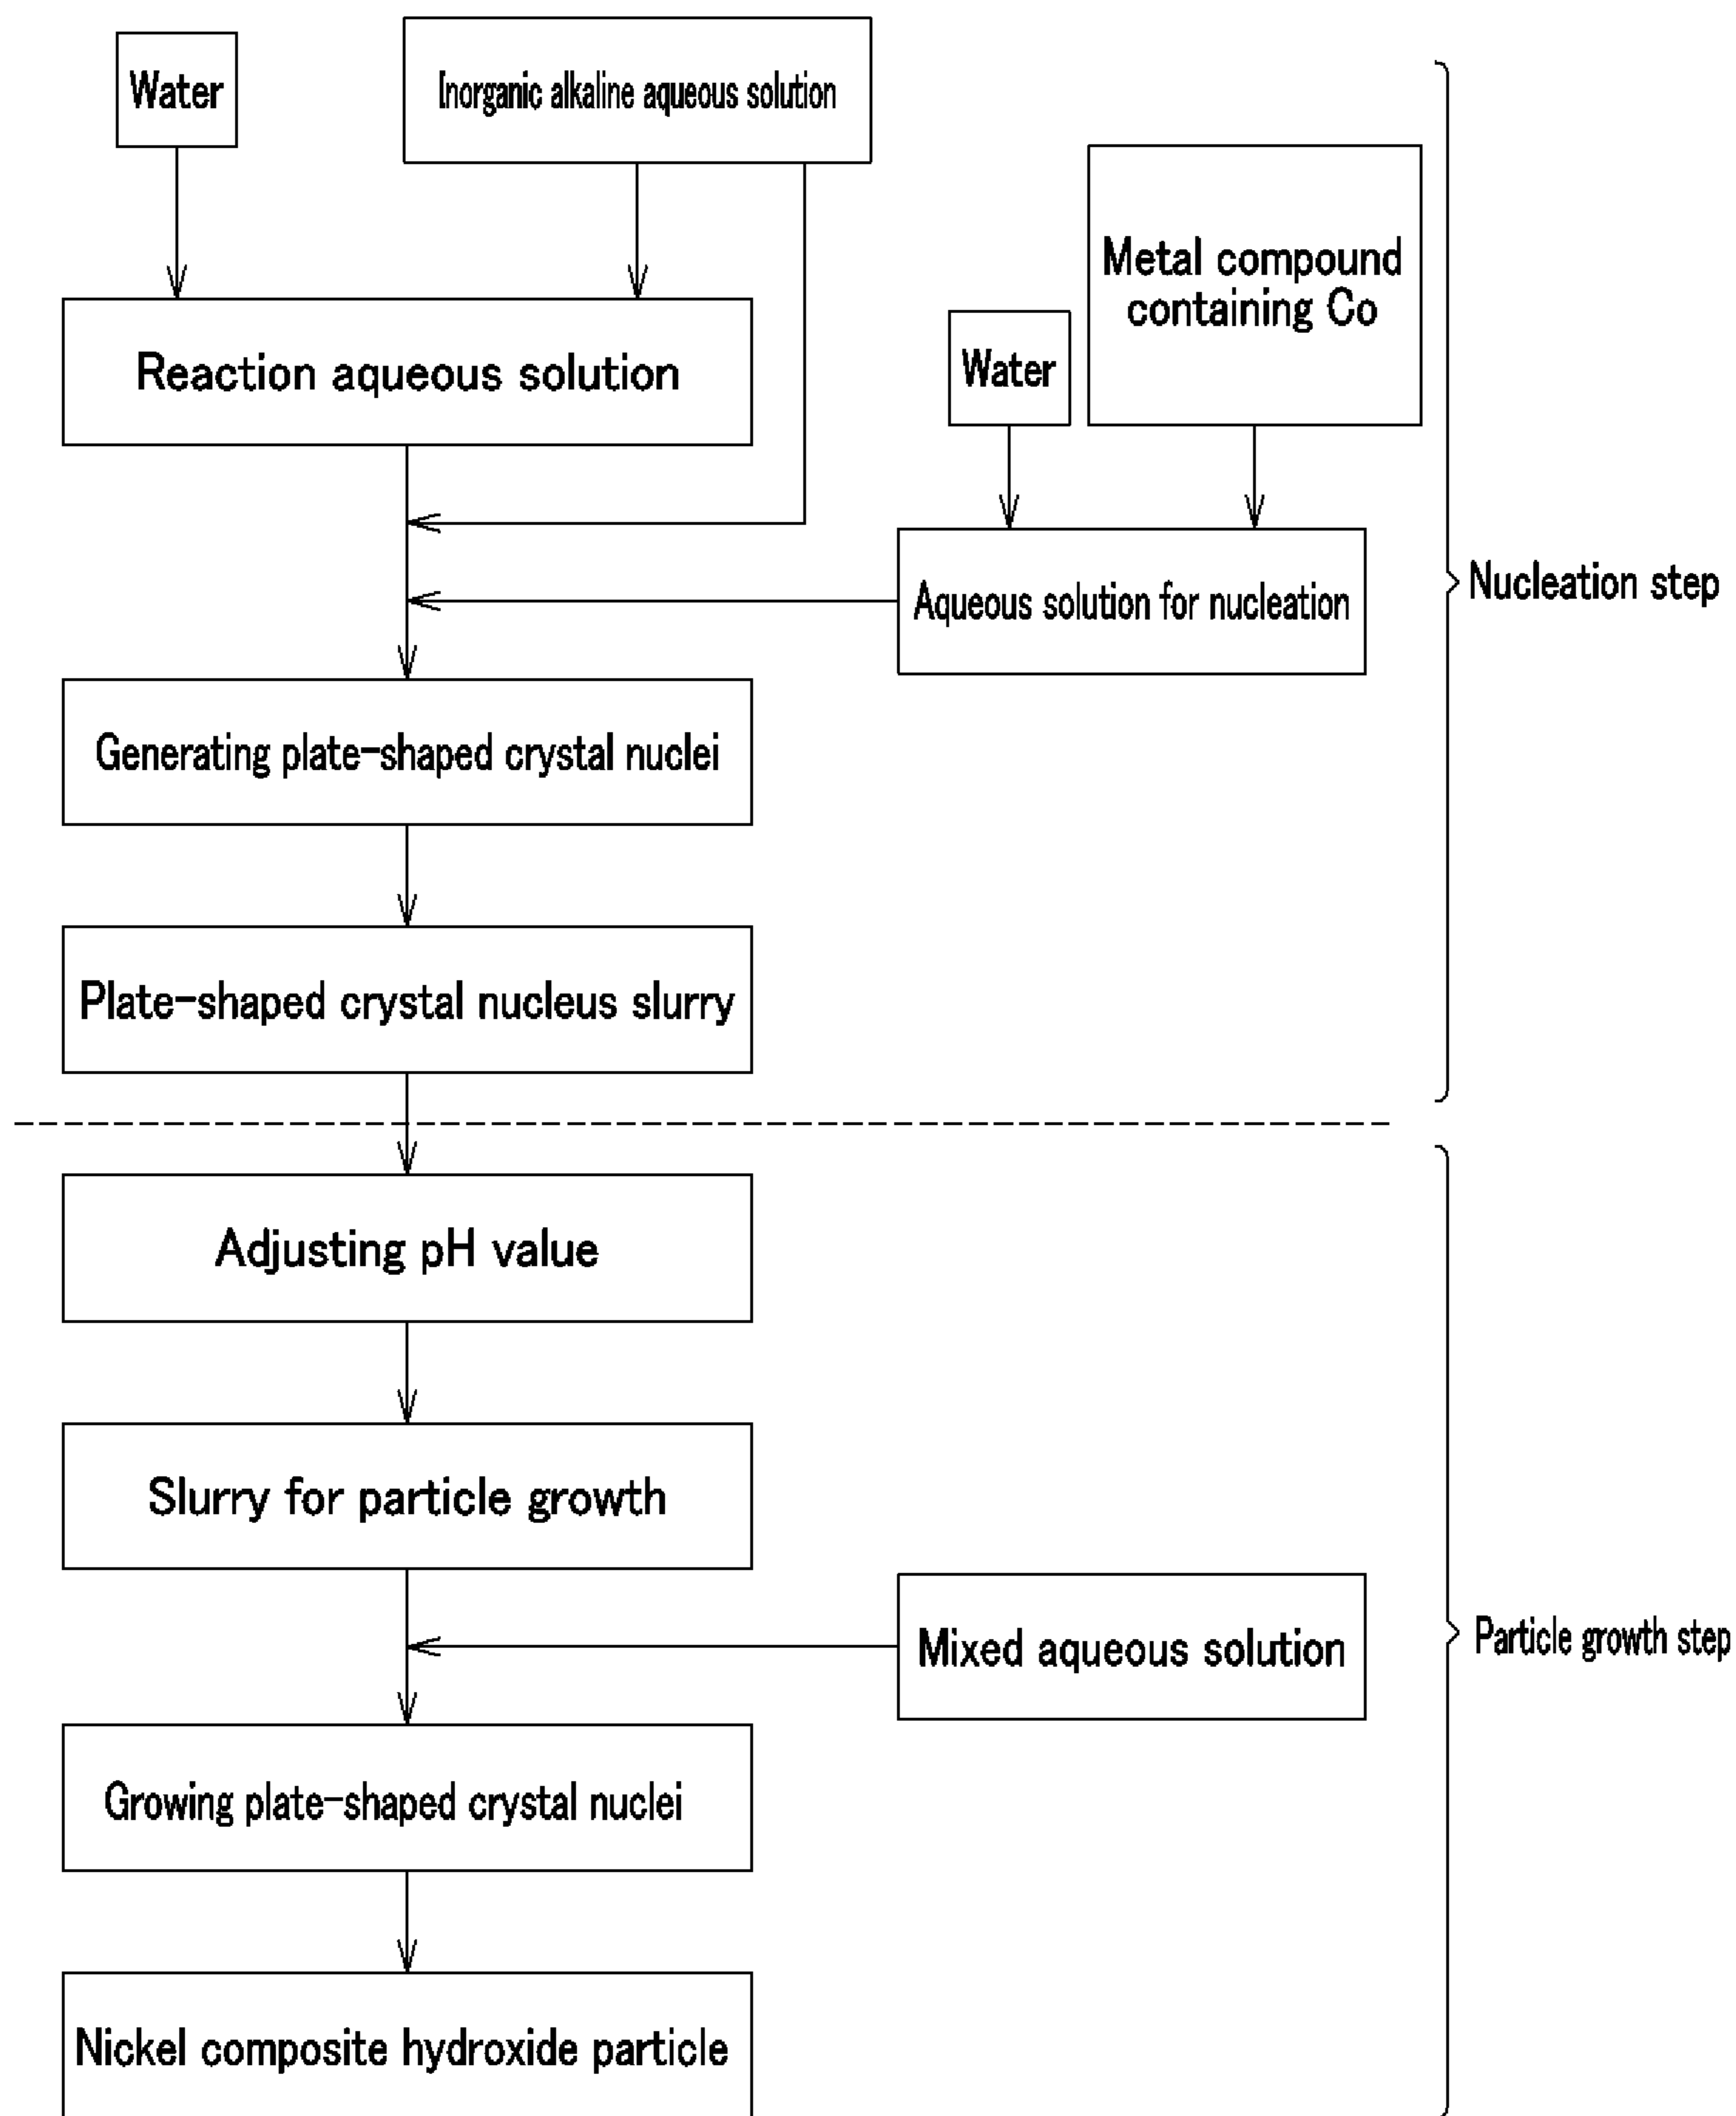 Water
Inorganic alkaline aqueous solution
Metal compound
containing Co
Reaction aqueous solution
Water
Aqueous solution for nucleation
Nucleation step
Generating plate-shaped crystal nuclei
Plate-shaped crystal nucleus slurry
Adjusting pH value
Slurry for particle growth
Mixed aqueous solution
Particle growth step
Growing plate-shaped crystal nuclei
Nickel composite hydroxide particle